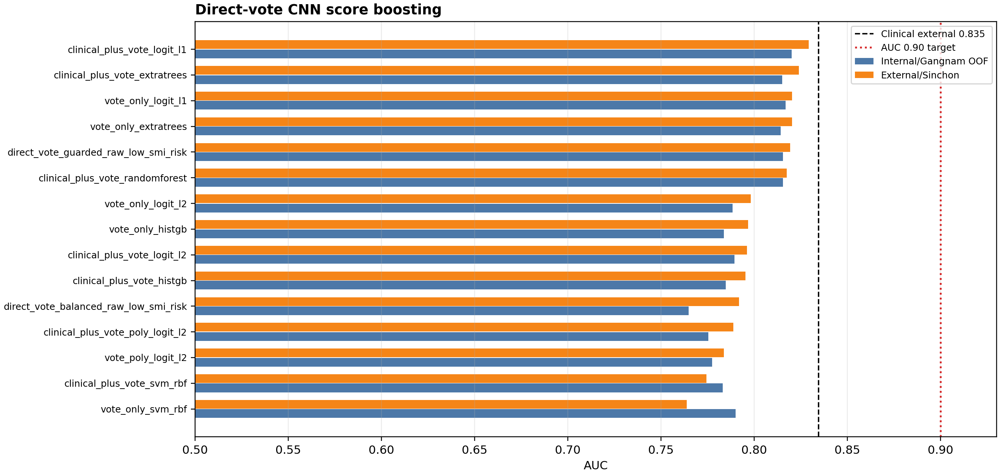 Direct-vote CNN score boosting
Clinical external 0.835
AUC 0.90 target
Internal/Gangnam OOF
External/Sinchon
clinical_plus_vote_logit_l1
clinical_plus_vote_extratrees
vote_only_logit_l1
vote_only_extratrees
direct_vote_guarded_raw_low_smi_risk
clinical_plus_vote_randomforest
vote_only_logit_l2
vote_only_histgb
clinical_plus_vote_logit_l2
clinical_plus_vote_histgb
direct_vote_balanced_raw_low_smi_risk
clinical_plus_vote_poly_logit_l2
vote_poly_logit_l2
clinical_plus_vote_svm_rbf
vote_only_svm_rbf
0.50 0.55 0.60 0.65 0.70 0.75 0.80 0.85 0.90
AUC